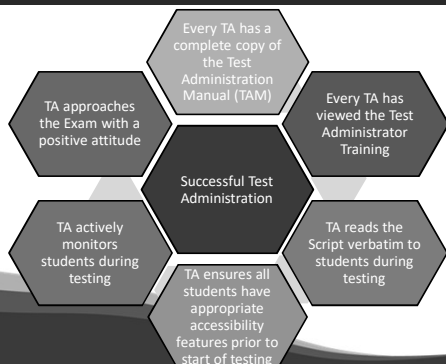 Every TA has a
complete copy of
the Test
Administration
Manual (TAM)
Every TA has
viewed the Test
Administrator
Training
TA reads the
Script verbatim to
students during
testing
TA ensures all
students have
appropriate
accessibility
features prior to
start of testing
TA actively
monitors
students during
testing
TA approaches
the Exam with a
positive attitude
Successful Test
Administration